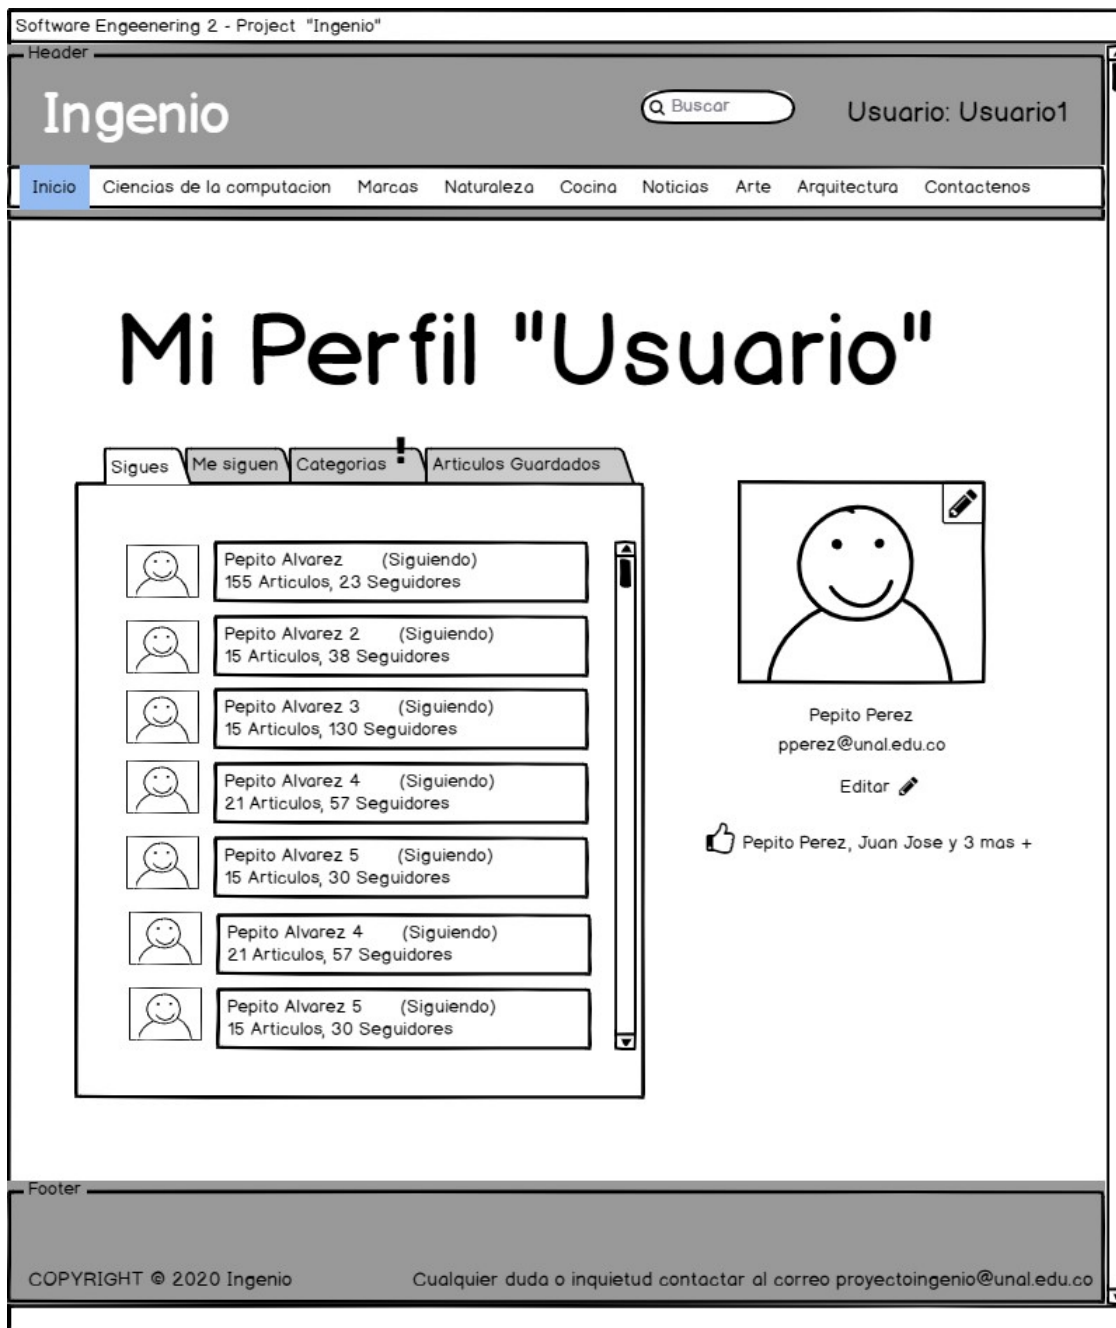 Software Engeenering 2 - Project "Ingenio"
Header
Ingenio
Buscar
Usuario: Usuario1
Inicio Ciencias de la computacion Marcas Naturaleza Cocina Noticias Arte Arquitectura Contactenos
Mi Perfil "Usuario"
Sigues Me siguen Categorias ! Articulos Guardados
Pepito Alvarez (Siguiendo)
155 Articulos, 23 Seguidores
Pepito Alvarez 2 (Siguiendo)
15 Articulos, 38 Seguidores
Pepito Alvarez 3 (Siguiendo)
15 Articulos, 130 Seguidores
Pepito Alvarez 4 (Siguiendo)
21 Articulos, 57 Seguidores
Pepito Alvarez 5 (Siguiendo)
15 Articulos, 30 Seguidores
Pepito Alvarez 4 (Siguiendo)
21 Articulos, 57 Seguidores
Pepito Alvarez 5 (Siguiendo)
15 Articulos, 30 Seguidores
Pepito Perez
pperez@unal.edu.co
Editar
Pepito Perez, Juan Jose y 3 mas +
Footer
COPYRIGHT © 2020 Ingenio
Cualquier duda o inquietud contactar al correo proyectoingenio@unal.edu.co